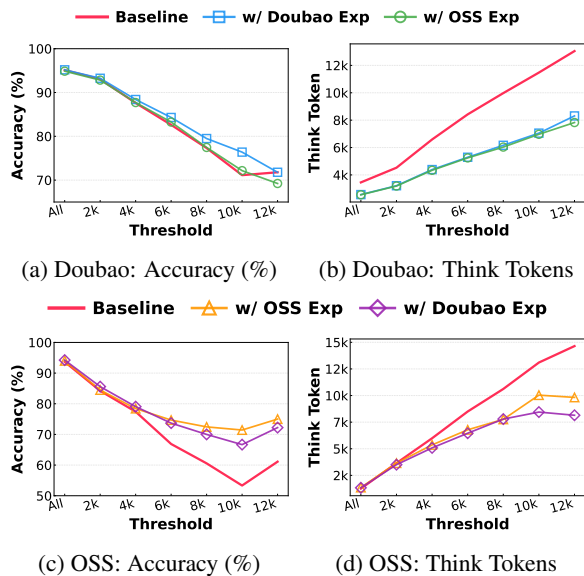 Baseline w/ Doubao Exp w/ OSS Exp
Accuracy (%)
100
90
80
70
All 2k 4k 6k 8k 10k 12k
Threshold
Think Token
12k
10k
8k
6k
4k
All 2k 4k 6k 8k 10k 12k
Threshold
(a) Doubao: Accuracy (%) (b) Doubao: Think Tokens
Baseline w/ OSS Exp w/ Doubao Exp
Accuracy (%)
100
90
80
70
60
50
All 2k 4k 6k 8k 10k 12k
Threshold
Think Token
15k
12k
10k
7k
5k
2k
All 2k 4k 6k 8k 10k 12k
Threshold
(c) OSS: Accuracy (%) (d) OSS: Think Tokens